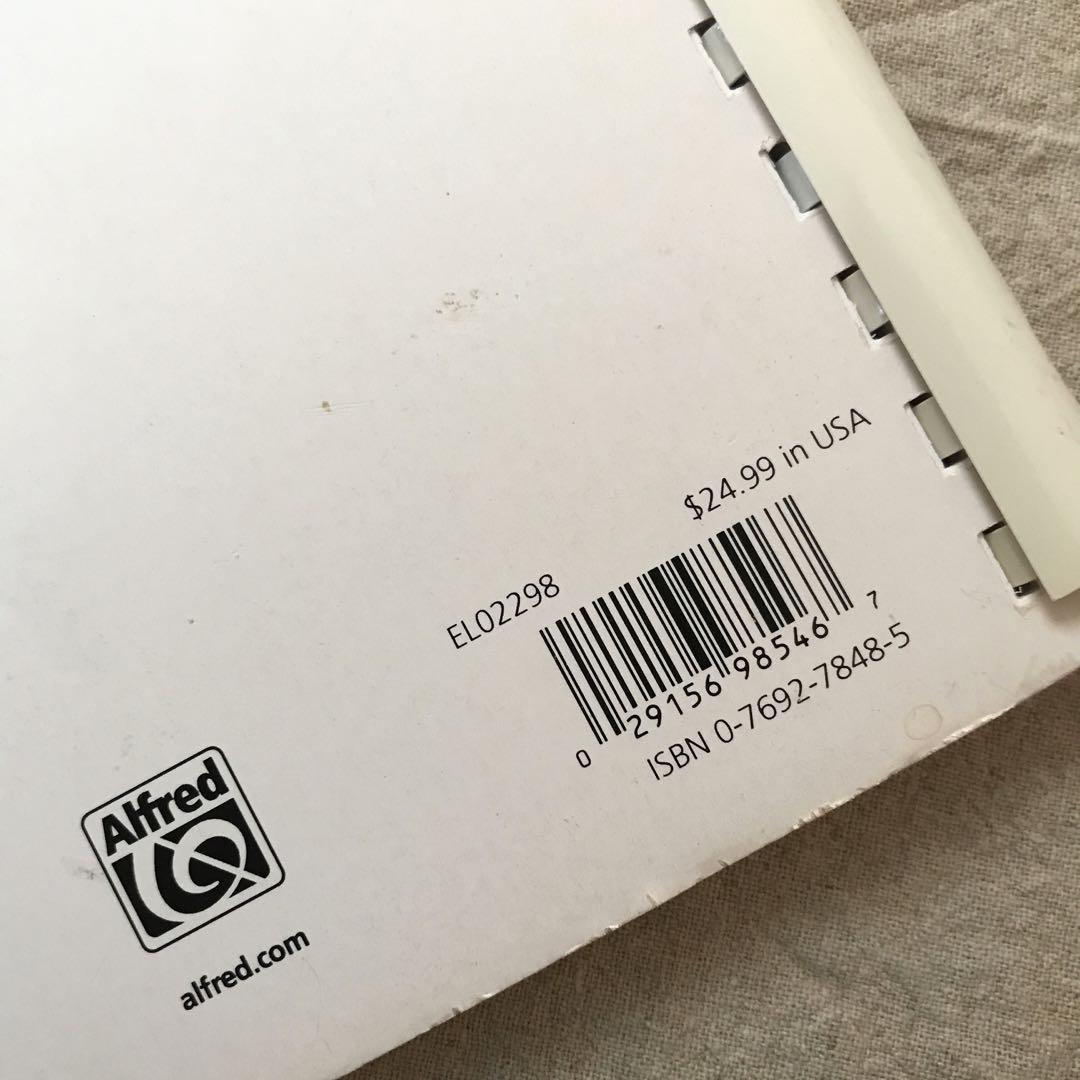 $24.99 in USA
EL02298
0 29156 98546 7
ISBN 0-7692-7848-5
Alfred
alfred.com